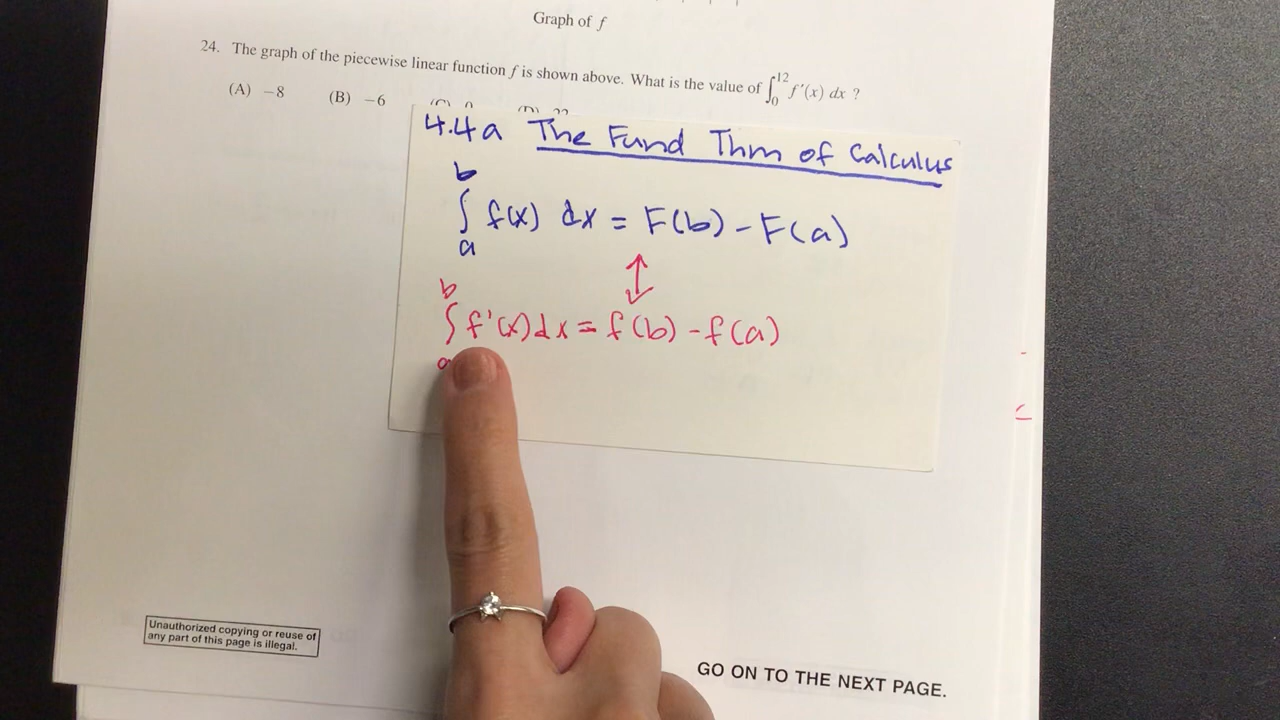 Graph of f
24. The graph of the piecewise linear function f is shown above. What is the value of ∫₀¹² f′(x) dx ?
(A) −8 (B) −6
4.4a The Fund Thm of Calculus
b
∫ f(x) dx = F(b) - F(a)
a
↕
b
∫ f'(x) dx = f(b) - f(a)
a
Unauthorized copying or reuse of
any part of this page is illegal.
GO ON TO THE NEXT PAGE.